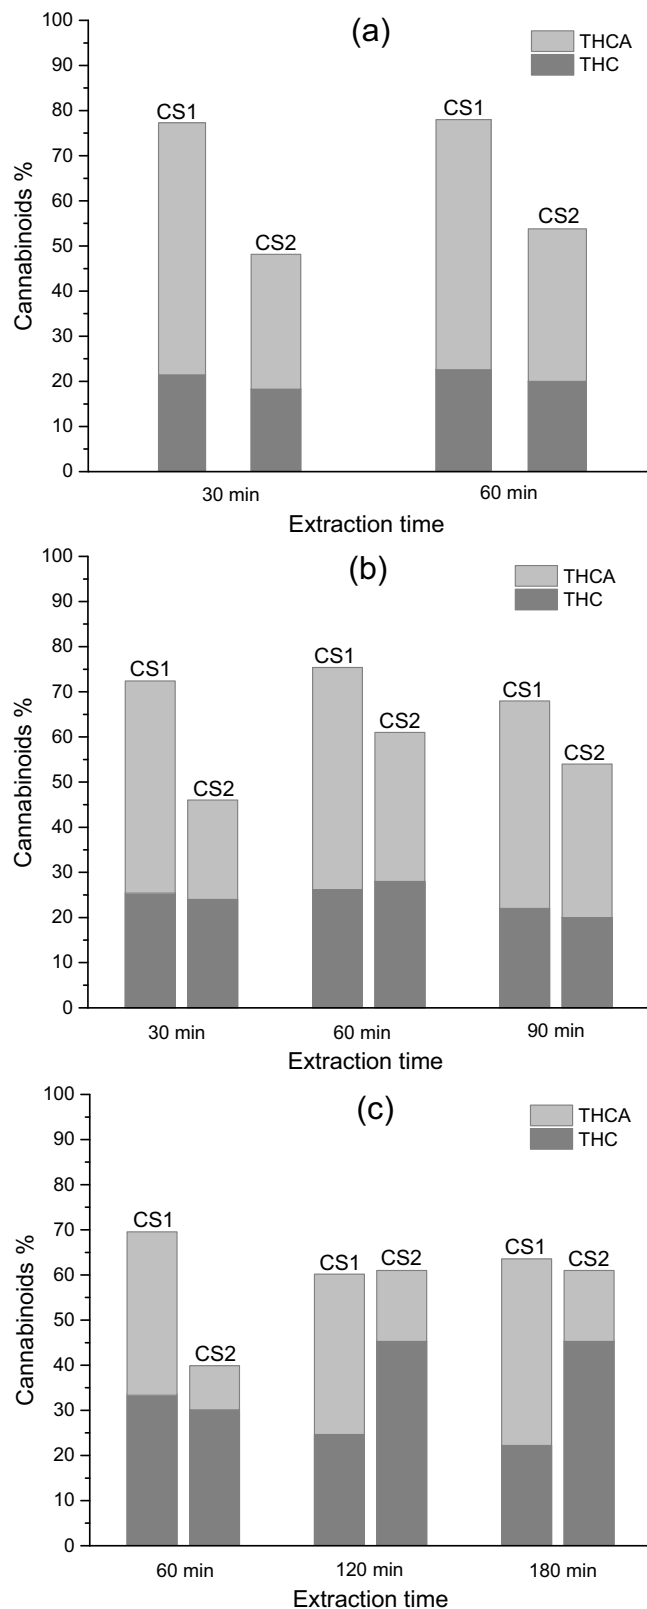 (a)
THCA
THC
100
90
80
70
60
50
40
30
20
10
0
Cannabinoids %
CS1
CS2
CS1
CS2
30 min
60 min
Extraction time
(b)
THCA
THC
100
90
80
70
60
50
40
30
20
10
0
Cannabinoids %
CS1
CS2
CS1
CS2
CS1
CS2
30 min
60 min
90 min
Extraction time
(c)
THCA
THC
100
90
80
70
60
50
40
30
20
10
0
Cannabinoids %
CS1
CS2
CS1
CS2
CS1
CS2
60 min
120 min
180 min
Extraction time